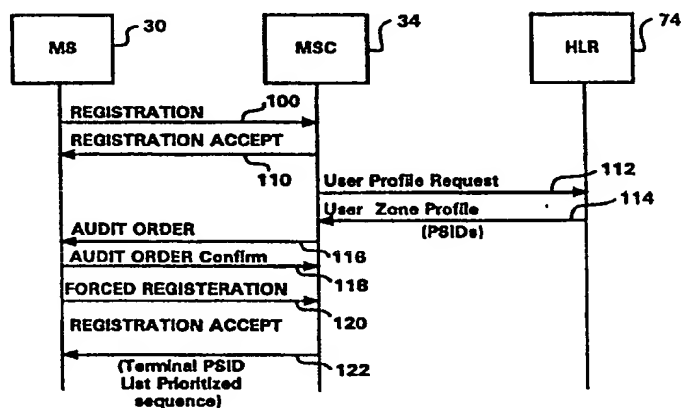 MS
30
MSC
34
HLR
74
REGISTRATION
100
REGISTRATION ACCEPT
110
User Profile Request
112
User Zone Profile
114
(PSIDs)
AUDIT ORDER
116
AUDIT ORDER Confirm
118
FORCED REGISTERATION
120
REGISTRATION ACCEPT
122
(Terminal PSID
List Prioritized
sequence)